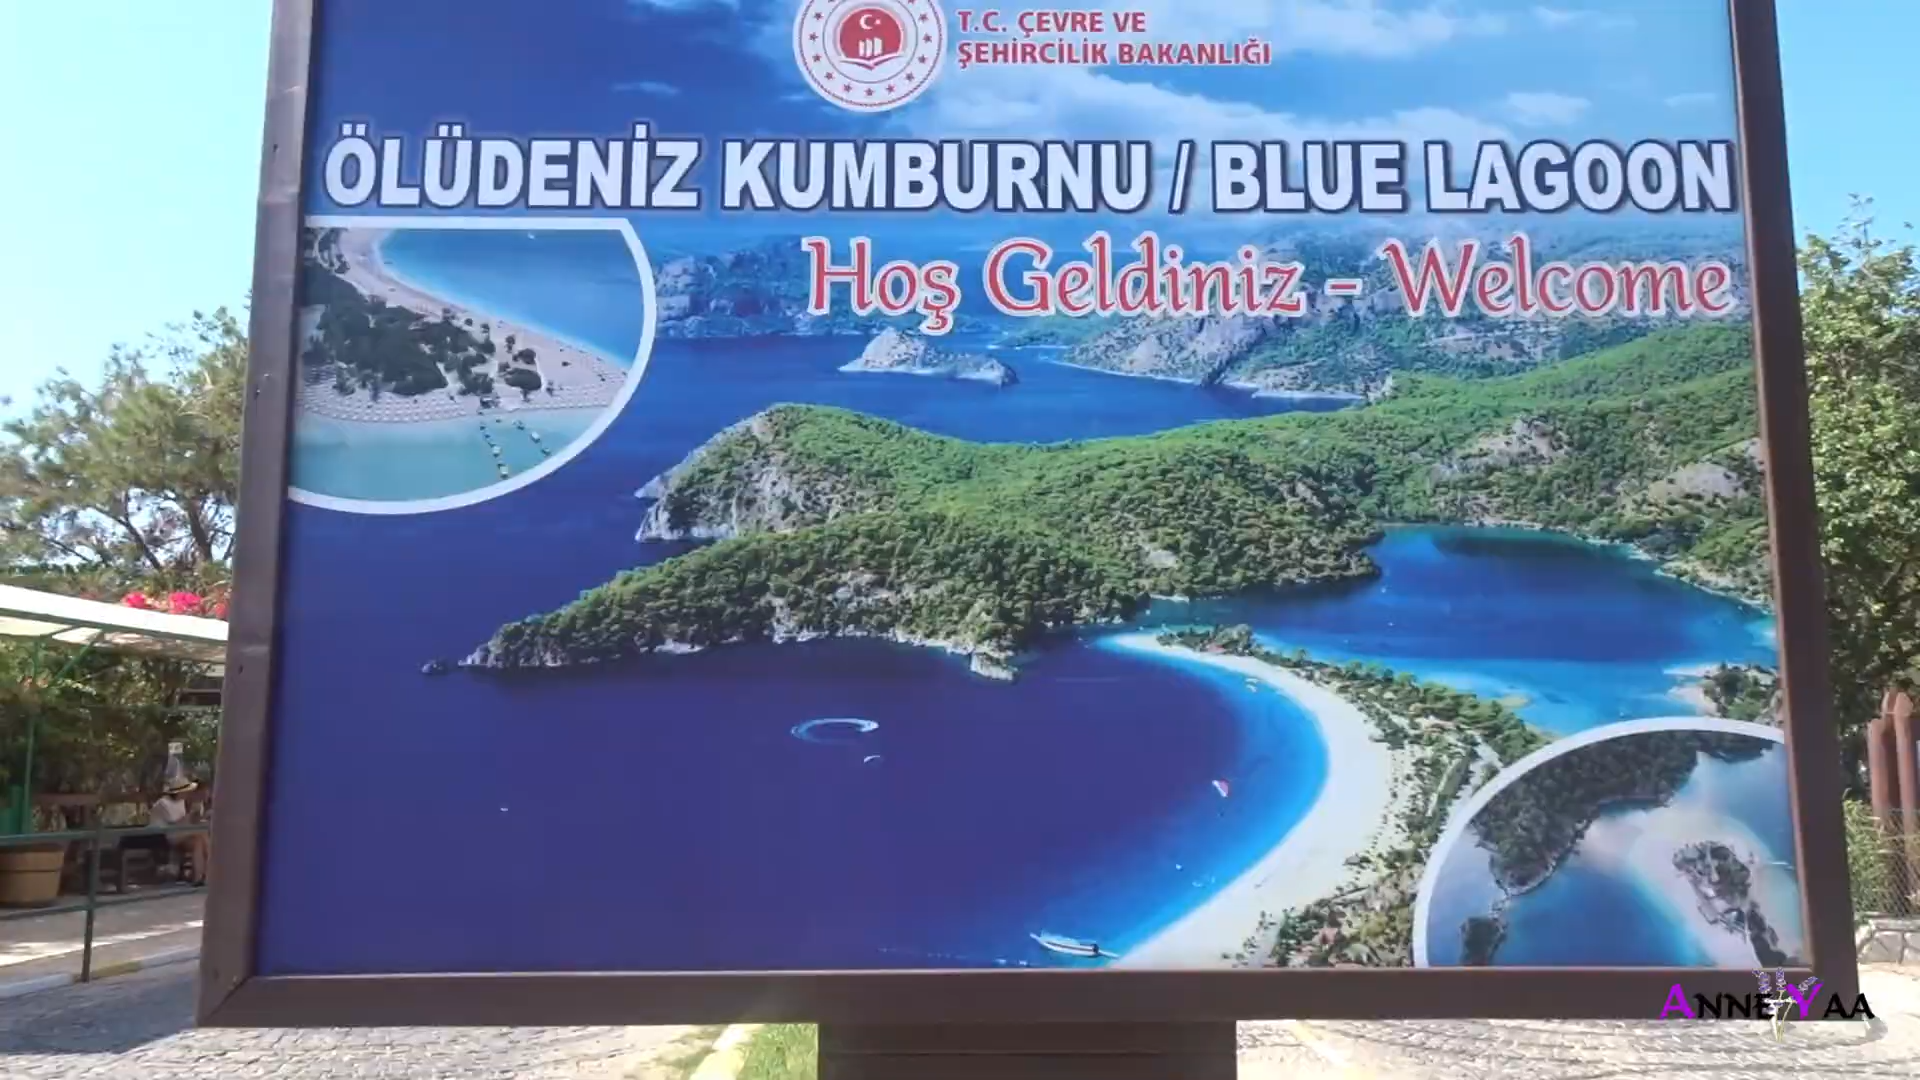 T.C. ÇEVRE VE
ŞEHİRCİLİK BAKANLIĞI
ÖLÜDENİZ KUMBURNU / BLUE LAGOON
Hoş Geldiniz - Welcome
ANNE YAA